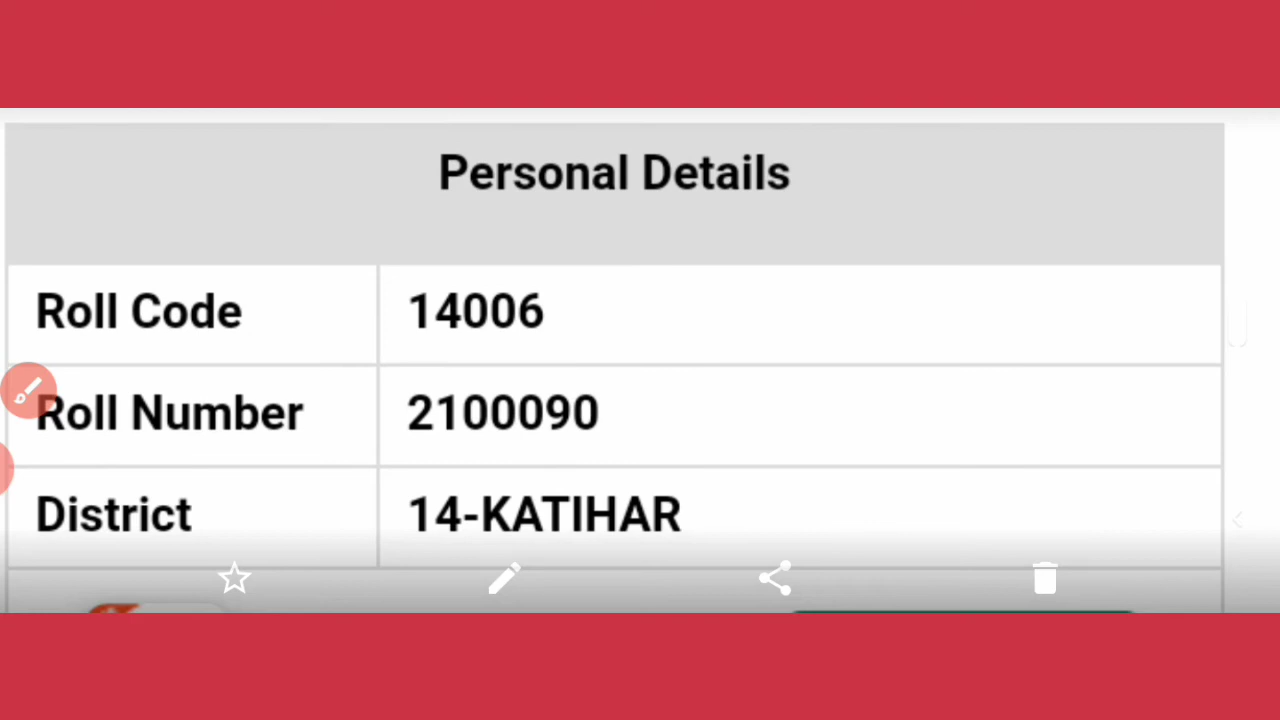 Personal Details
Roll Code 14006
Roll Number 2100090
District 14-KATIHAR